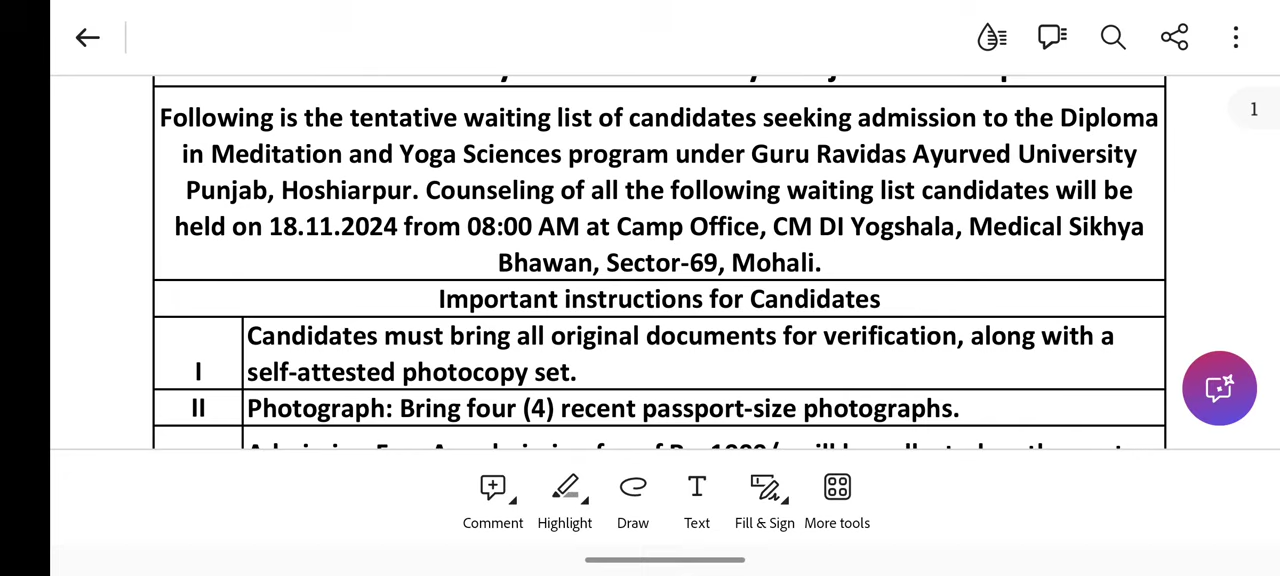 1
Following is the tentative waiting list of candidates seeking admission to the Diploma
in Meditation and Yoga Sciences program under Guru Ravidas Ayurved University
Punjab, Hoshiarpur. Counseling of all the following waiting list candidates will be
held on 18.11.2024 from 08:00 AM at Camp Office, CM DI Yogshala, Medical Sikhya
Bhawan, Sector-69, Mohali.
Important instructions for Candidates
I Candidates must bring all original documents for verification, along with a
self-attested photocopy set.
II Photograph: Bring four (4) recent passport-size photographs.
Comment Highlight Draw Text Fill & Sign More tools